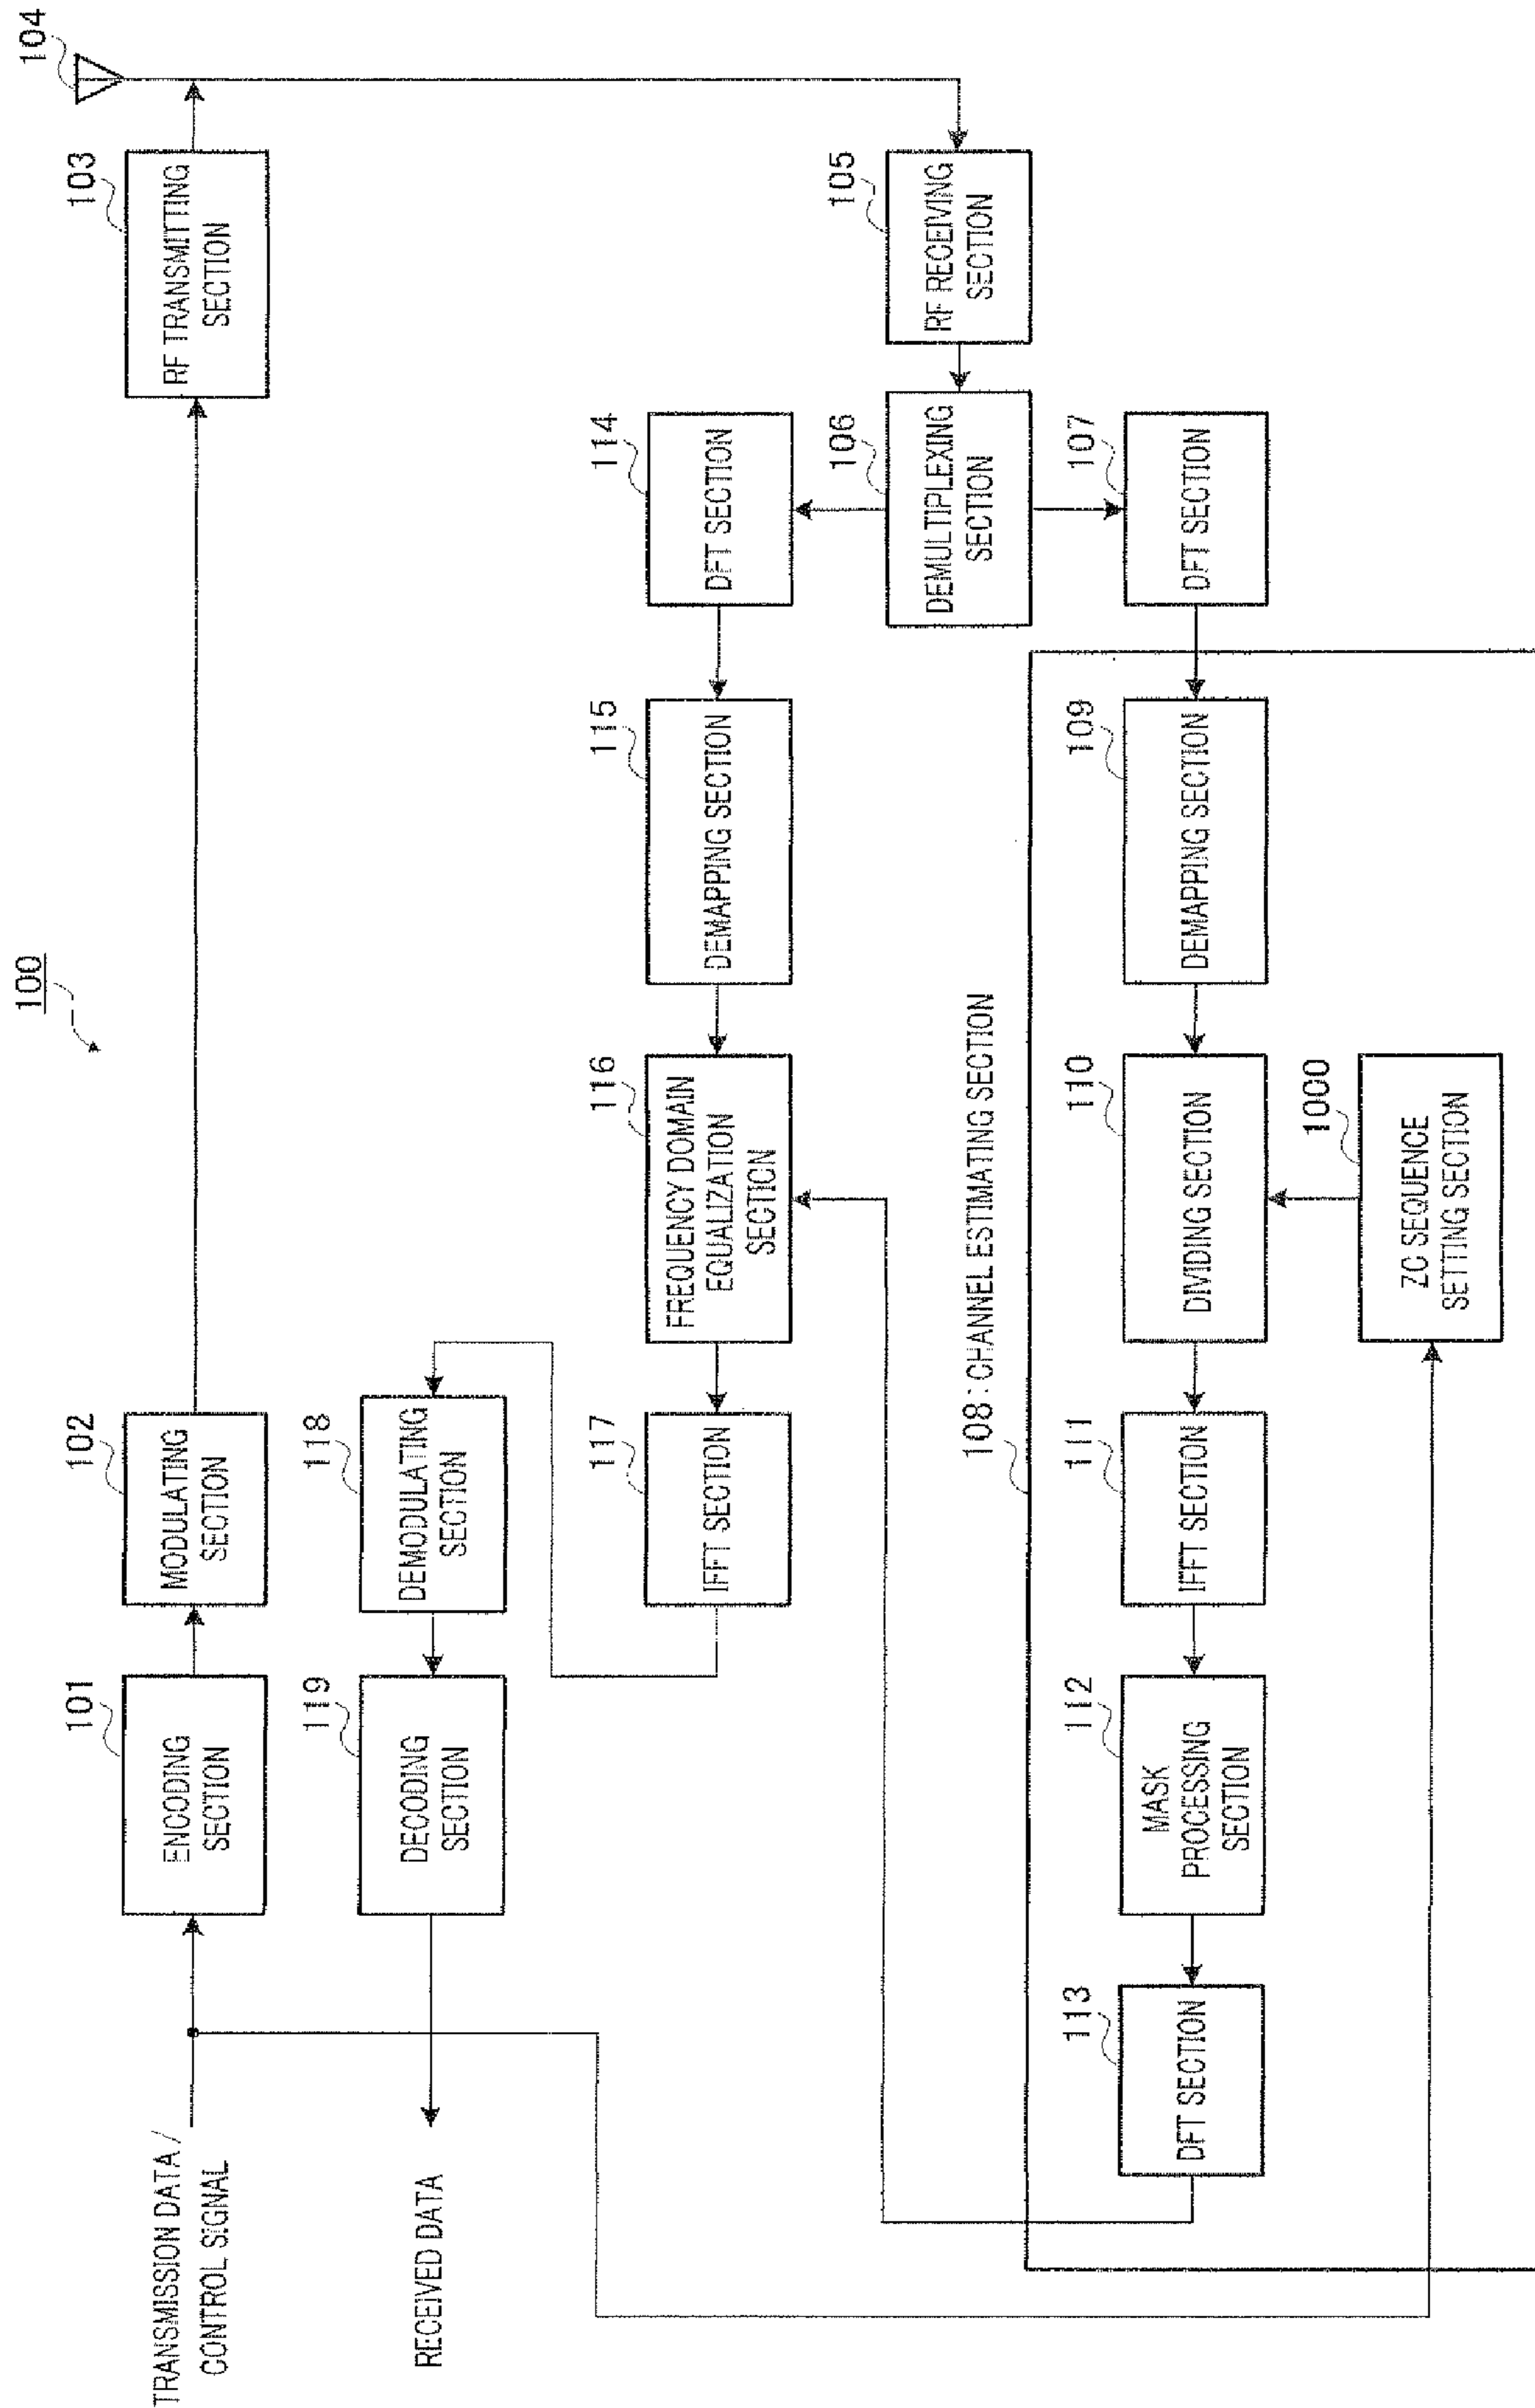 100
TRANSMISSION DATA /
CONTROL SIGNAL
101
ENCODING
SECTION
102
MODULATING
SECTION
103
RF TRANSMITTING
SECTION
104
RECEIVED DATA
119
DECODING
SECTION
118
DEMODULATING
SECTION
117
IFFT SECTION
116
FREQUENCY DOMAIN
EQUALIZATION
SECTION
115
DEMAPPING SECTION
114
DFT SECTION
106
DEMULTIPLEXING
SECTION
105
RF RECEIVING
SECTION
108 : CHANNEL ESTIMATING SECTION
113
DFT SECTION
112
MASK
PROCESSING
SECTION
111
IFFT SECTION
110
DIVIDING SECTION
109
DEMAPPING SECTION
107
DFT SECTION
1000
ZC SEQUENCE
SETTING SECTION